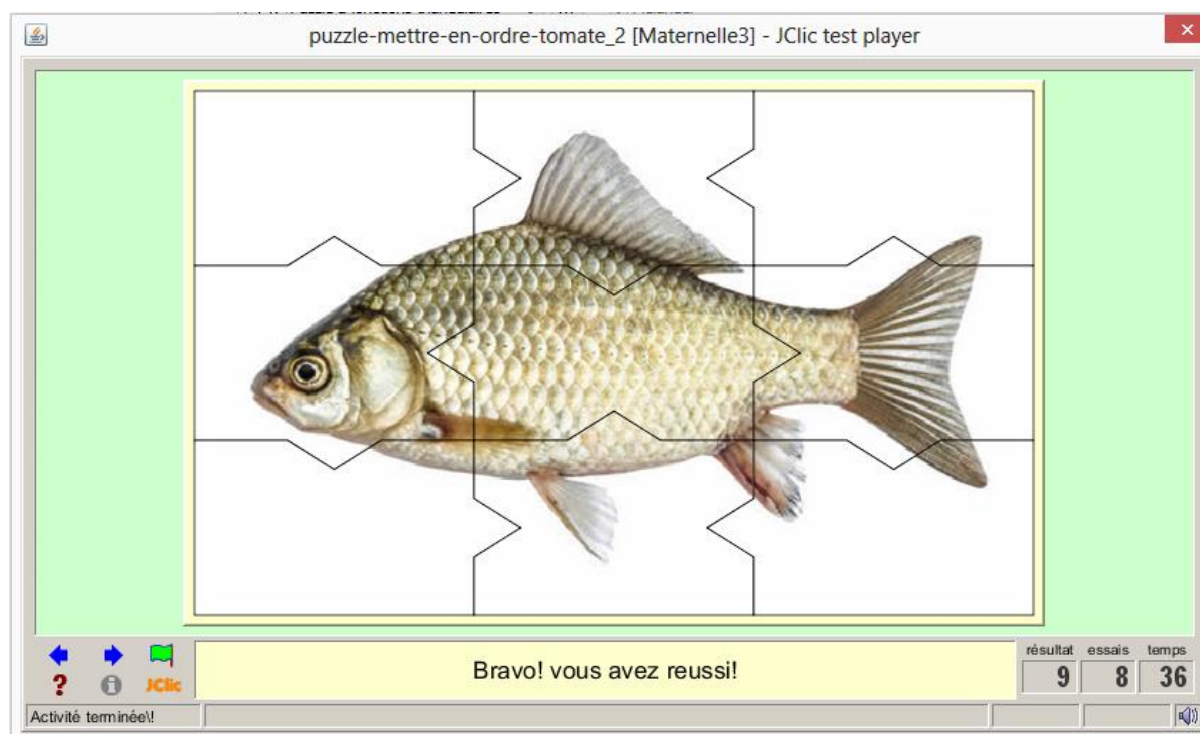 puzzle-mettre-en-ordre-tomate_2 [Maternelle3] - JClic test player
résultat essais temps
9 8 36
Bravo! vous avez reussi!
?
JClic
Activité terminée\!